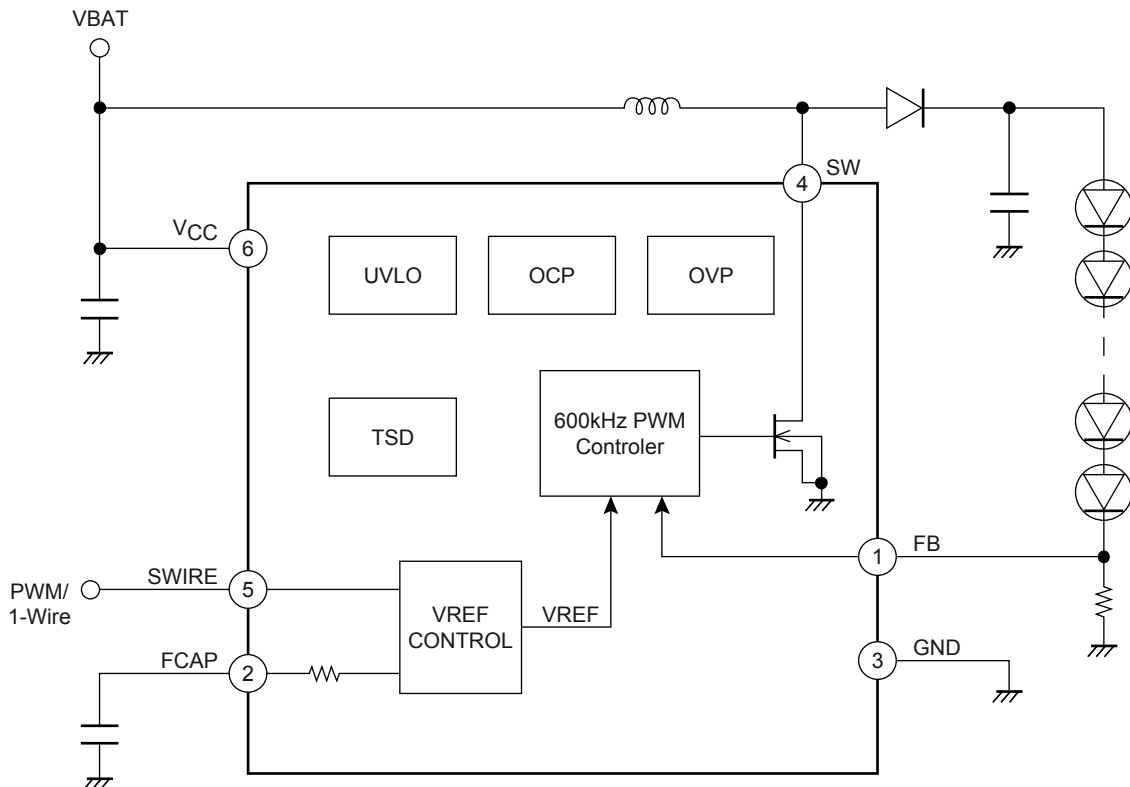 VBAT
4
SW
VCC
6
UVLO
OCP
OVP
TSD
600kHz PWM
Controler
1
FB
PWM/
1-Wire
SWIRE
5
VREF
CONTROL
VREF
FCAP
2
3
GND